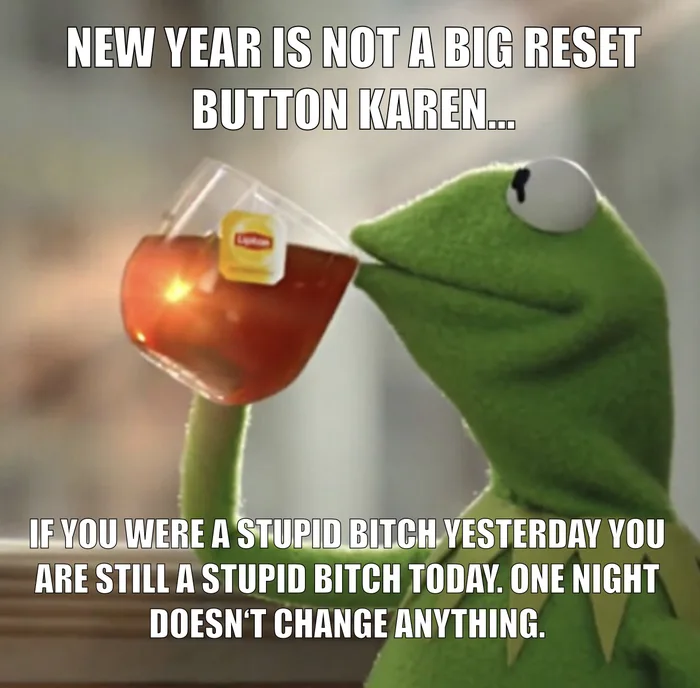 NEW YEAR IS NOT A BIG RESET
BUTTON KAREN...
Lipton
IF YOU WERE A STUPID BITCH YESTERDAY YOU
ARE STILL A STUPID BITCH TODAY. ONE NIGHT
DOESN'T CHANGE ANYTHING.